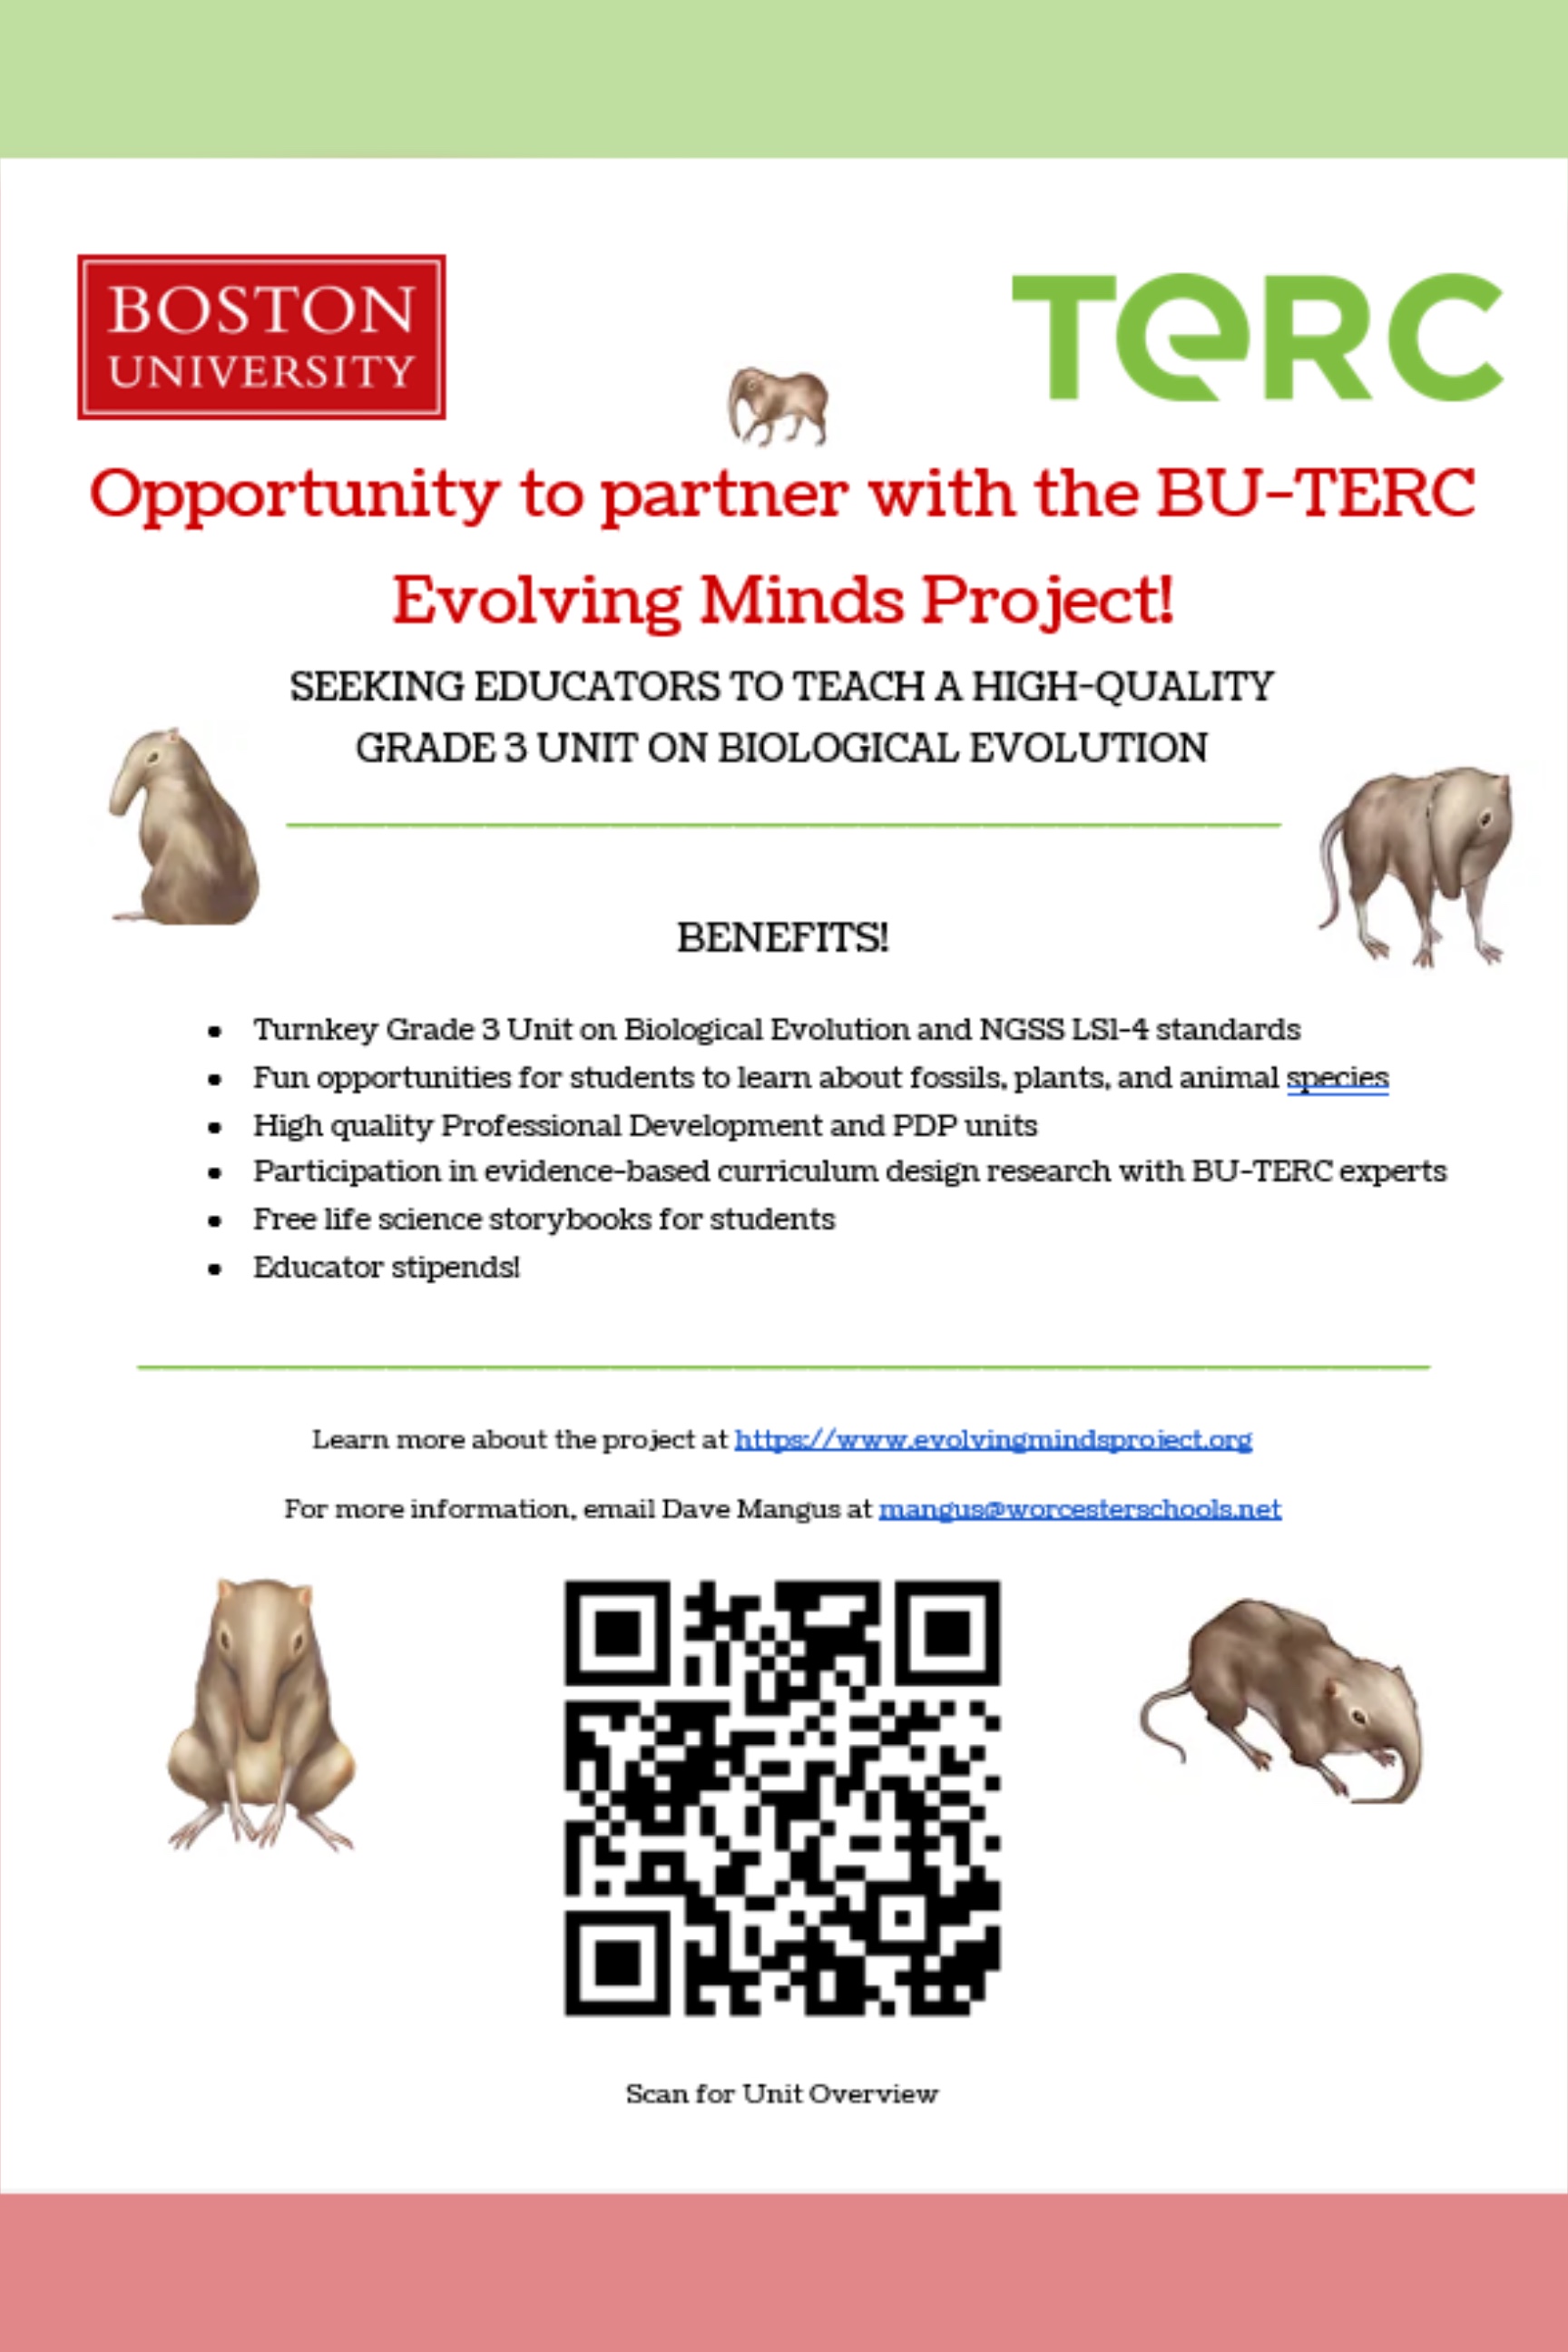 BOSTON
UNIVERSITY
TERC
Opportunity to partner with the BU-TERC
Evolving Minds Project!
SEEKING EDUCATORS TO TEACH A HIGH-QUALITY
GRADE 3 UNIT ON BIOLOGICAL EVOLUTION
BENEFITS!
• Turnkey Grade 3 Unit on Biological Evolution and NGSS LS1-4 standards
• Fun opportunities for students to learn about fossils, plants, and animal species
• High quality Professional Development and PDP units
• Participation in evidence-based curriculum design research with BU-TERC experts
• Free life science storybooks for students
• Educator stipends!
Learn more about the project at https://www.evolvingmindsproject.org
For more information, email Dave Mangus at mangus@worcesterschools.net
Scan for Unit Overview